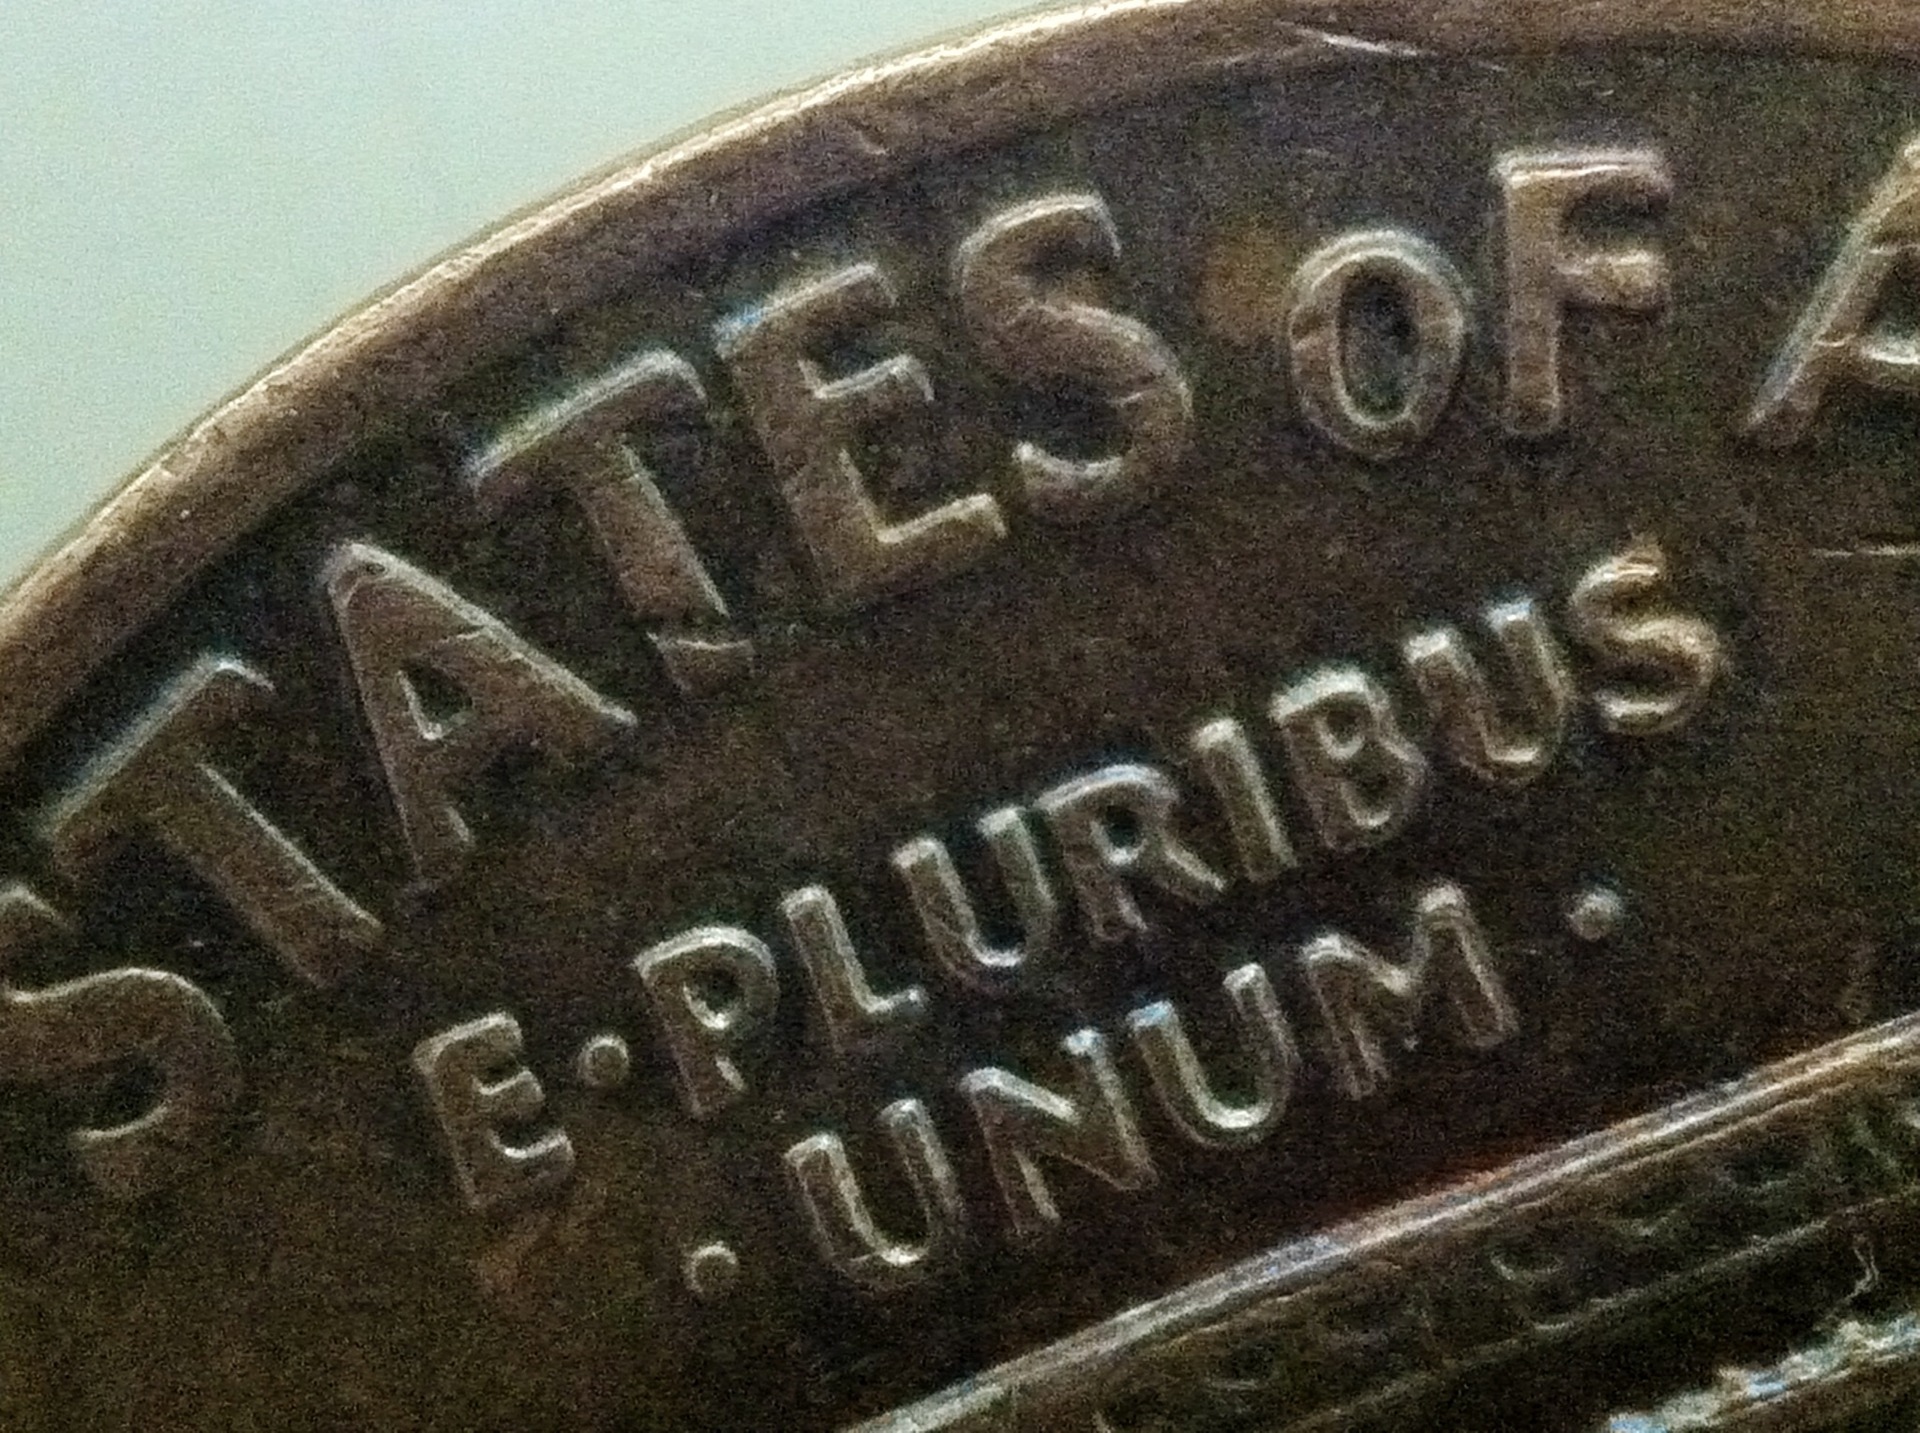 STATES OF A
E·PLURIBUS
·UNUM·